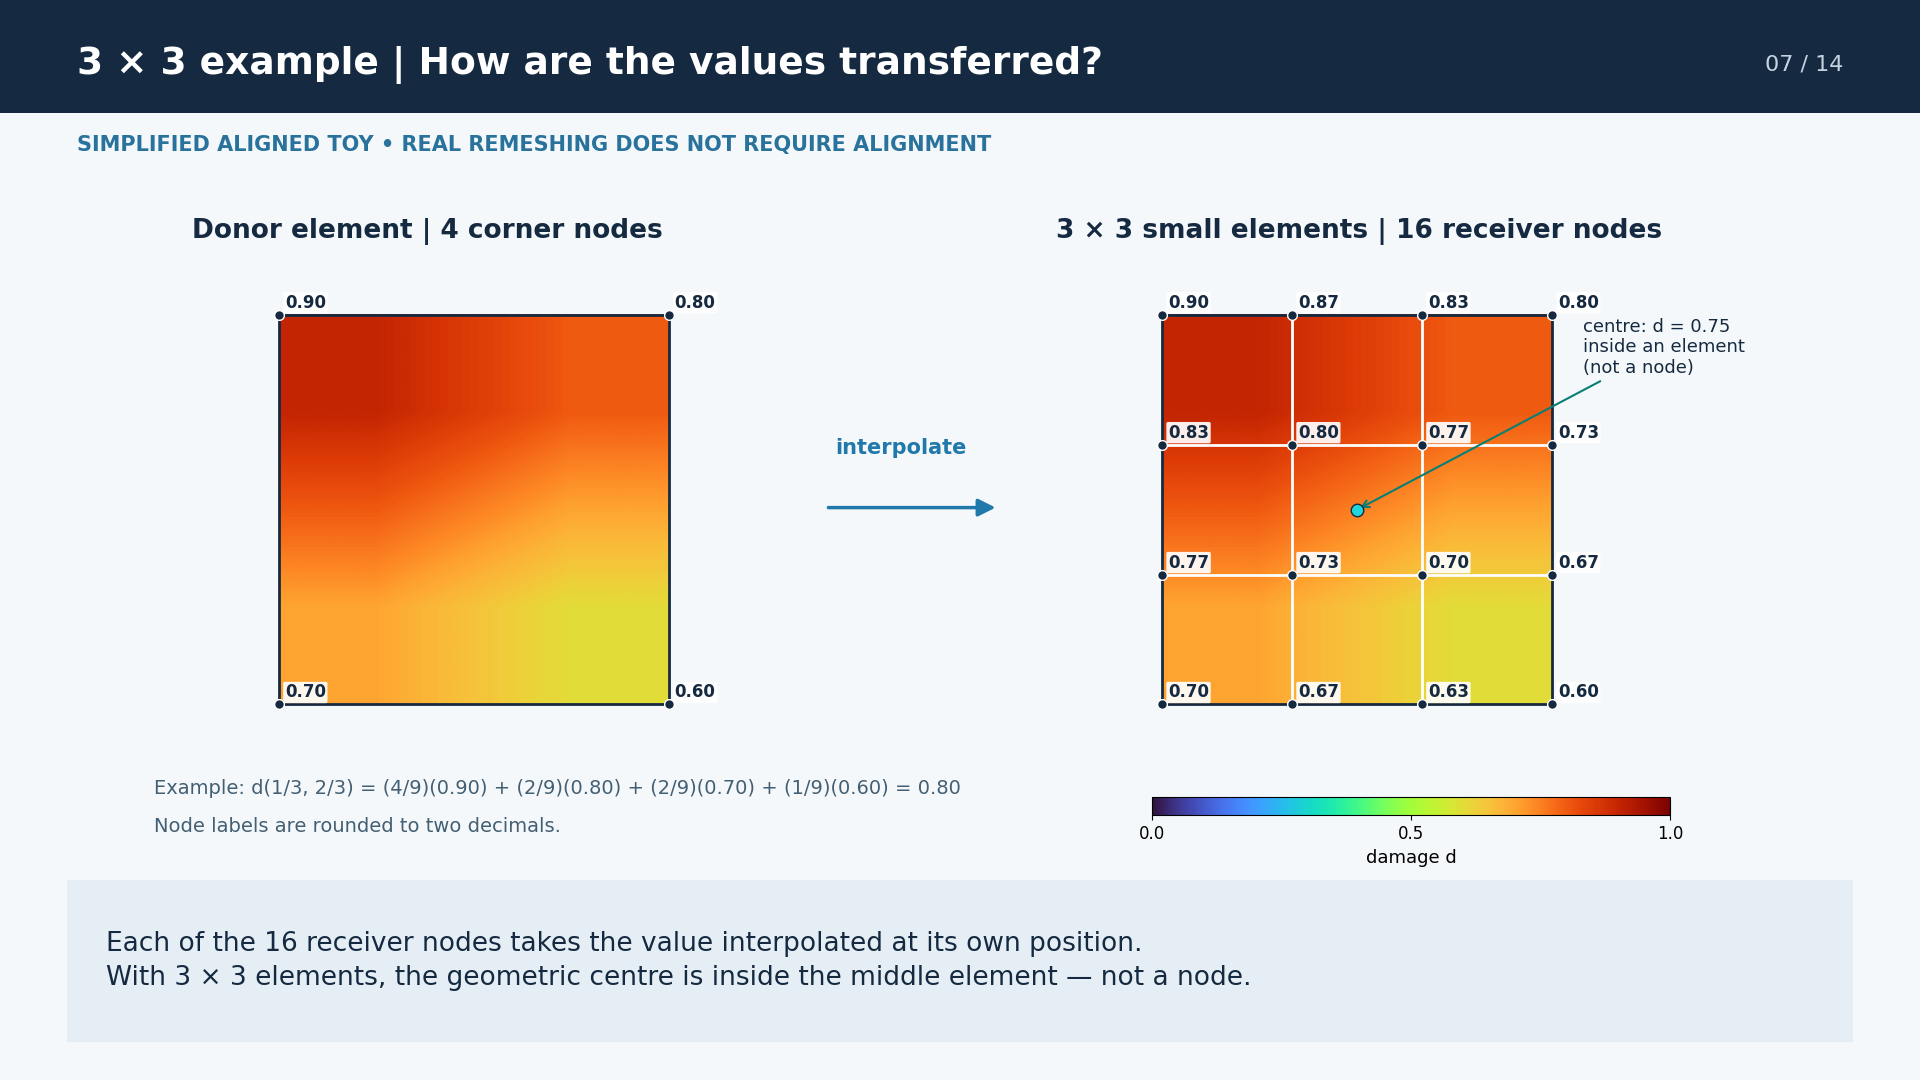 3 × 3 example | How are the values transferred?
07 / 14
SIMPLIFIED ALIGNED TOY • REAL REMESHING DOES NOT REQUIRE ALIGNMENT
Donor element | 4 corner nodes
0.90
0.80
0.70
0.60
interpolate
3 × 3 small elements | 16 receiver nodes
0.90
0.87
0.83
0.80
centre: d = 0.75
inside an element
(not a node)
0.83
0.80
0.77
0.73
0.77
0.73
0.70
0.67
0.70
0.67
0.63
0.60
Example: d(1/3, 2/3) = (4/9)(0.90) + (2/9)(0.80) + (2/9)(0.70) + (1/9)(0.60) = 0.80
Node labels are rounded to two decimals.
0.0
0.5
1.0
damage d
Each of the 16 receiver nodes takes the value interpolated at its own position.
With 3 × 3 elements, the geometric centre is inside the middle element — not a node.